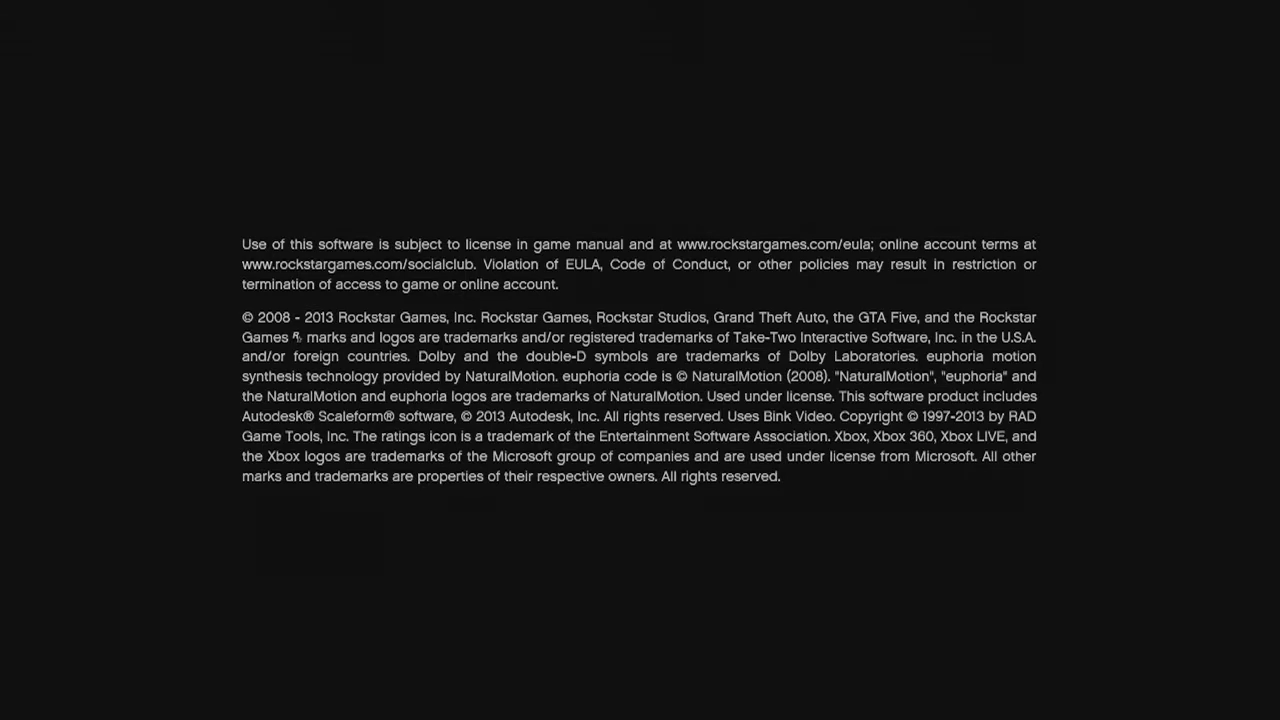 Use of this software is subject to license in game manual and at www.rockstargames.com/eula; online account terms at
www.rockstargames.com/socialclub. Violation of EULA, Code of Conduct, or other policies may result in restriction or
termination of access to game or online account.
© 2008 - 2013 Rockstar Games, Inc. Rockstar Games, Rockstar Studios, Grand Theft Auto, the GTA Five, and the Rockstar
Games R* marks and logos are trademarks and/or registered trademarks of Take-Two Interactive Software, Inc. in the U.S.A.
and/or foreign countries. Dolby and the double-D symbols are trademarks of Dolby Laboratories. euphoria motion
synthesis technology provided by NaturalMotion. euphoria code is © NaturalMotion (2008). "NaturalMotion", "euphoria" and
the NaturalMotion and euphoria logos are trademarks of NaturalMotion. Used under license. This software product includes
Autodesk® Scaleform® software, © 2013 Autodesk, Inc. All rights reserved. Uses Bink Video. Copyright © 1997-2013 by RAD
Game Tools, Inc. The ratings icon is a trademark of the Entertainment Software Association. Xbox, Xbox 360, Xbox LIVE, and
the Xbox logos are trademarks of the Microsoft group of companies and are used under license from Microsoft. All other
marks and trademarks are properties of their respective owners. All rights reserved.